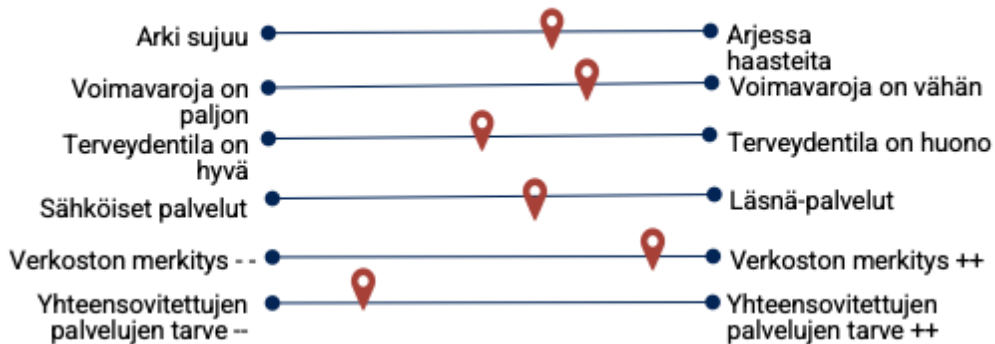 Arki sujuu
Arjessa
haasteita
Voimavaroja on
paljon
Voimavaroja on vähän
Terveydentila on
hyvä
Terveydentila on huono
Sähköiset palvelut
Läsnä-palvelut
Verkoston merkitys - -
Verkoston merkitys ++
Yhteensovitettujen
palvelujen tarve --
Yhteensovitettujen
palvelujen tarve ++